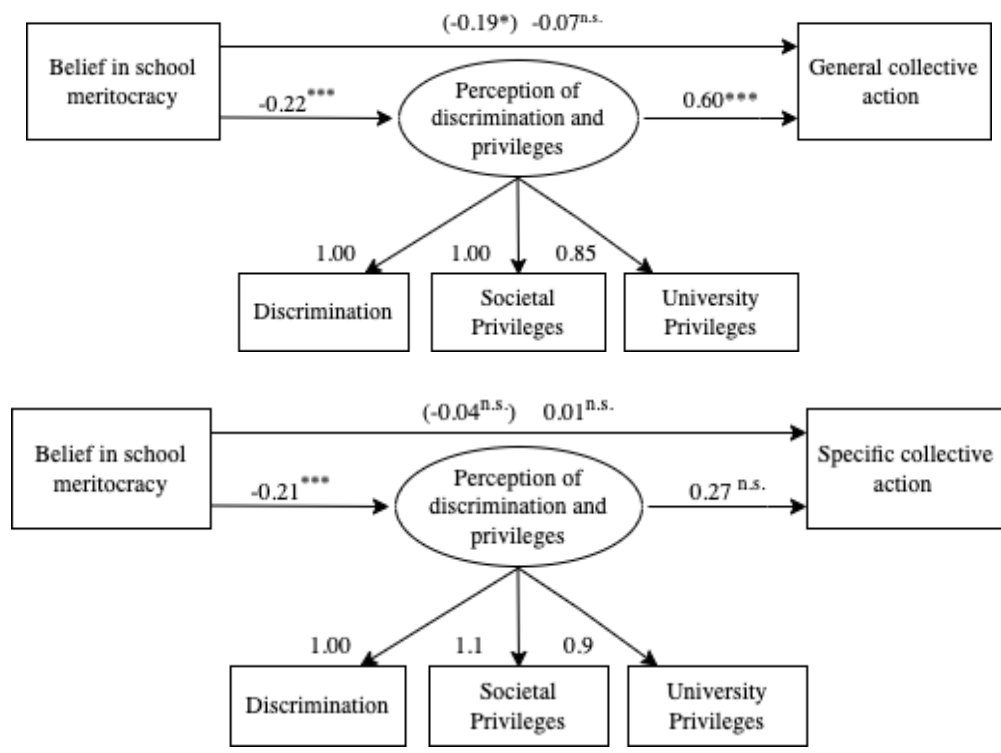 (-0.19*) -0.07n.s.
Belief in school
meritocracy
General collective
action
-0.22***
Perception of
discrimination and
privileges
0.60***
1.00
1.00
0.85
Discrimination
Societal
Privileges
University
Privileges
(-0.04n.s.) 0.01n.s.
Belief in school
meritocracy
Specific collective
action
-0.21***
Perception of
discrimination and
privileges
0.27 n.s.
1.00
1.1
0.9
Discrimination
Societal
Privileges
University
Privileges